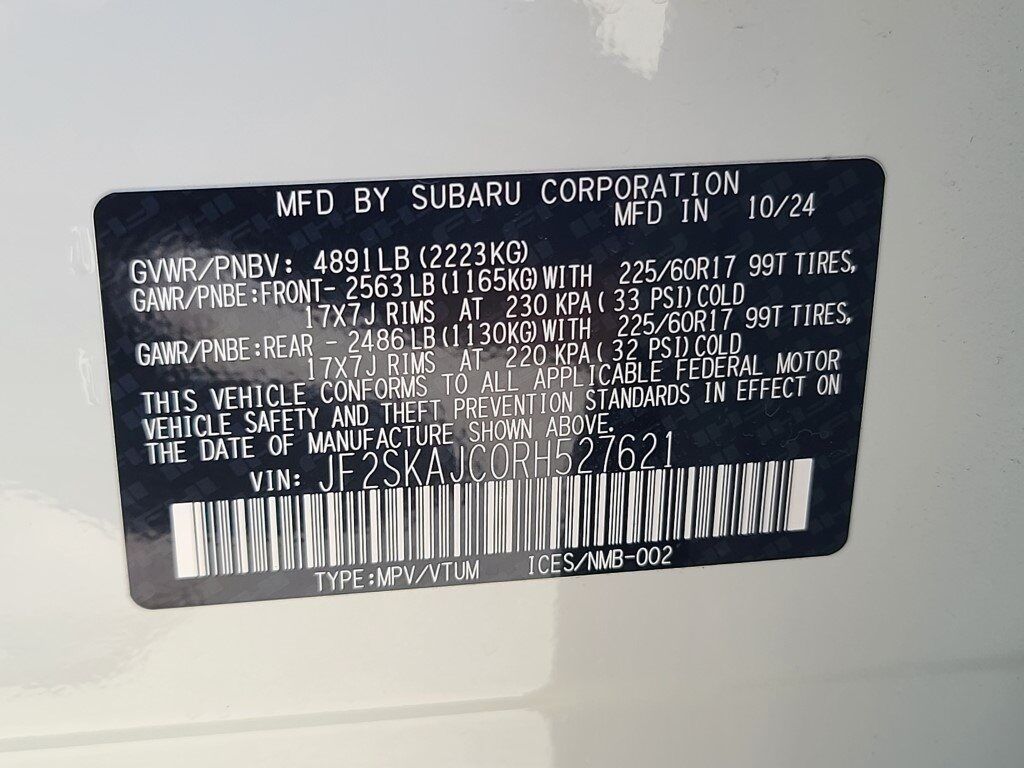 MFD BY SUBARU CORPORATION
MFD IN 10/24
GVWR/PNBV: 4891LB (2223KG)
GAWR/PNBE:FRONT- 2563 LB (1165KG) WITH 225/60R17 99T TIRES,
17X7J RIMS AT 230 KPA( 33 PSI) COLD
GAWR/PNBE:REAR - 2486 LB (1130KG) WITH 225/60R17 99T TIRES,
17X7J RIMS AT 220 KPA( 32 PSI) COLD
THIS VEHICLE CONFORMS TO ALL APPLICABLE FEDERAL MOTOR
VEHICLE SAFETY AND THEFT PREVENTION STANDARDS IN EFFECT ON
THE DATE OF MANUFACTURE SHOWN ABOVE.
VIN: JF2SKAJC0RH527621
TYPE:MPV/VTUM ICES/NMB-002